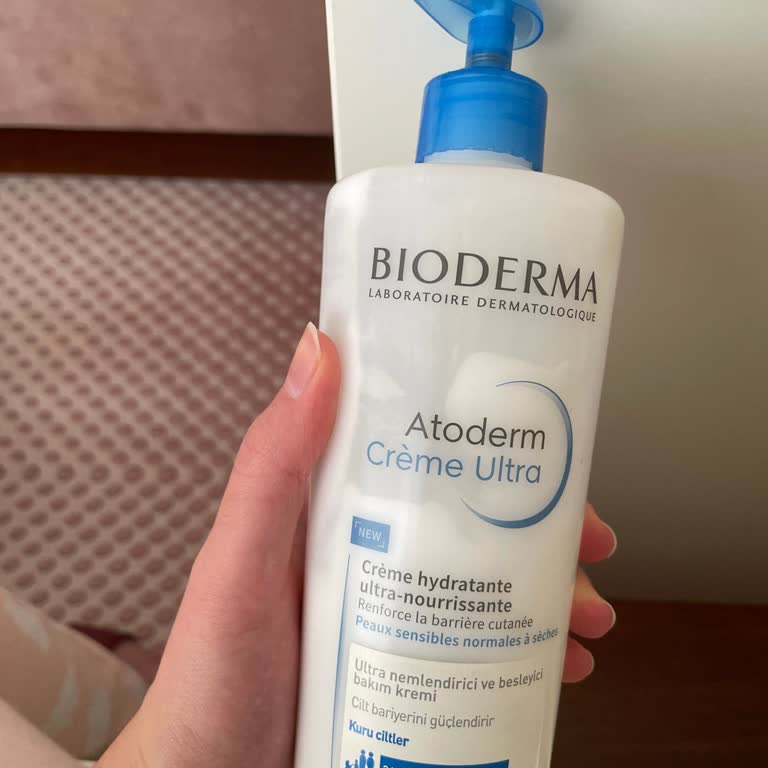 BIODERMA
LABORATOIRE DERMATOLOGIQUE
Atoderm
Crème Ultra
NEW
Crème hydratante
ultra-nourrissante
Renforce la barrière cutanée
Peaux sensibles normales à sèches
Ultra nemlendirici ve besleyici
bakım kremi
Cilt bariyerini güçlendirir
Kuru ciltler